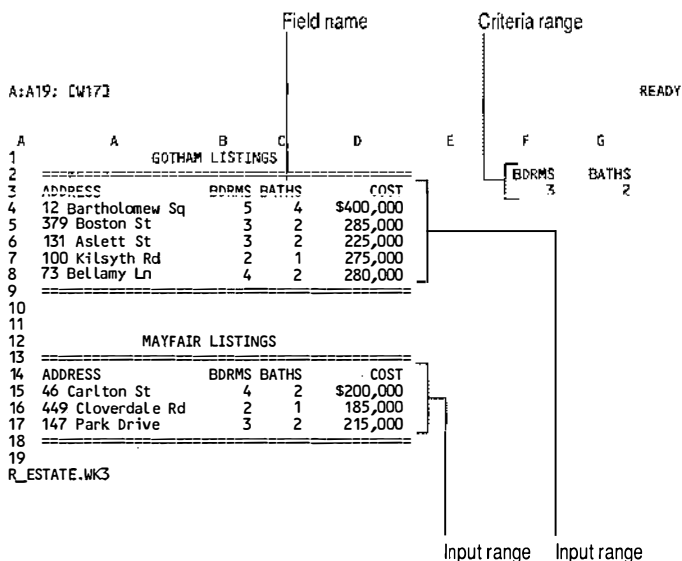 Field name Criteria range
A:A19: [W17] READY
A A B C D E F G
1 GOTHAM LISTINGS
2 ======================================== BDRMS BATHS
3 ADDRESS BDRMS BATHS COST 3 2
4 12 Bartholomew Sq 5 4 $400,000
5 379 Boston St 3 2 285,000
6 131 Aslett St 3 2 225,000
7 100 Kilsyth Rd 2 1 275,000
8 73 Bellamy Ln 4 2 280,000
9 ========================================
10
11
12 MAYFAIR LISTINGS
13 ========================================
14 ADDRESS BDRMS BATHS COST
15 46 Carlton St 4 2 $200,000
16 449 Cloverdale Rd 2 1 185,000
17 147 Park Drive 3 2 215,000
18 ========================================
19
R_ESTATE.WK3
Input range Input range